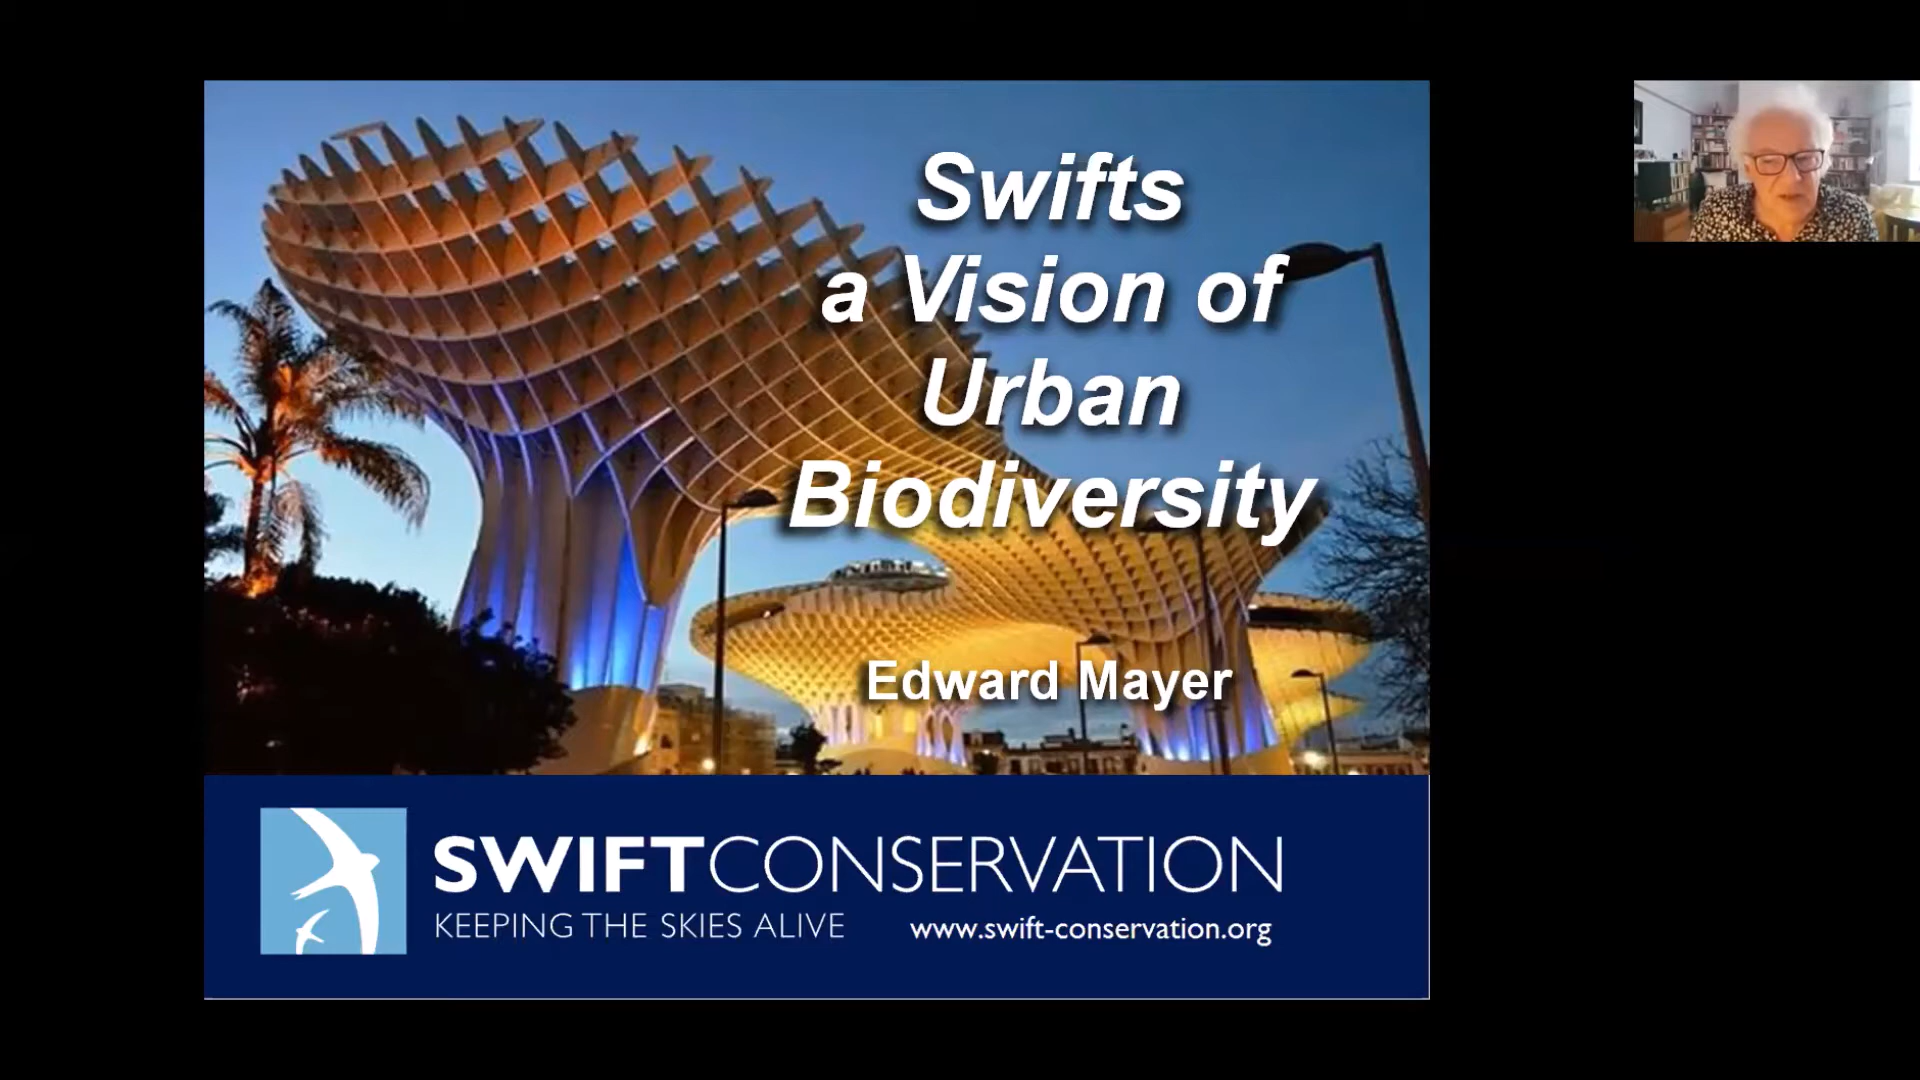 Swifts
a Vision of
Urban
Biodiversity
Edward Mayer
SWIFTCONSERVATION
KEEPING THE SKIES ALIVE
www.swift-conservation.org